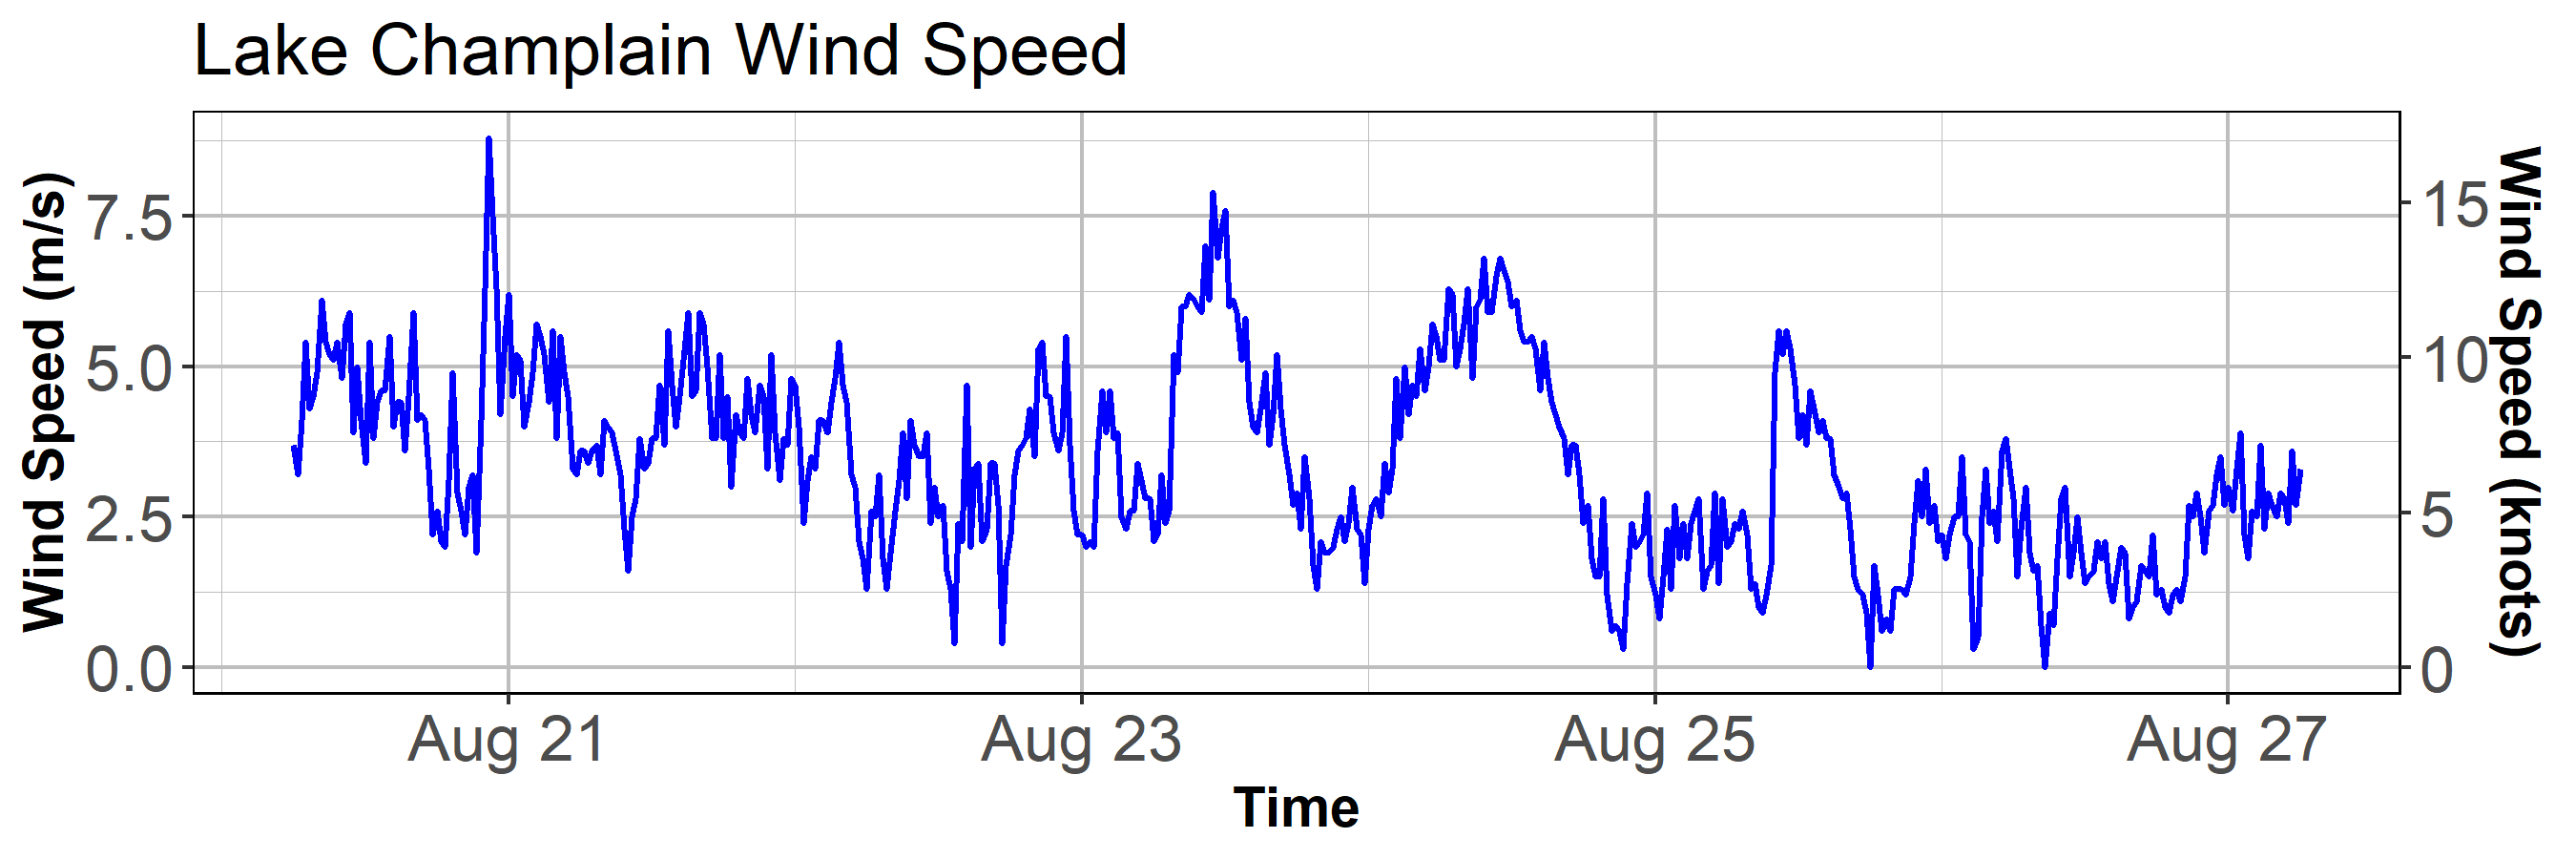 Lake Champlain Wind Speed
Wind Speed (m/s)
7.5
5.0
2.5
0.0
15
10
5
0
Wind Speed (knots)
Aug 21
Aug 23
Aug 25
Aug 27
Time